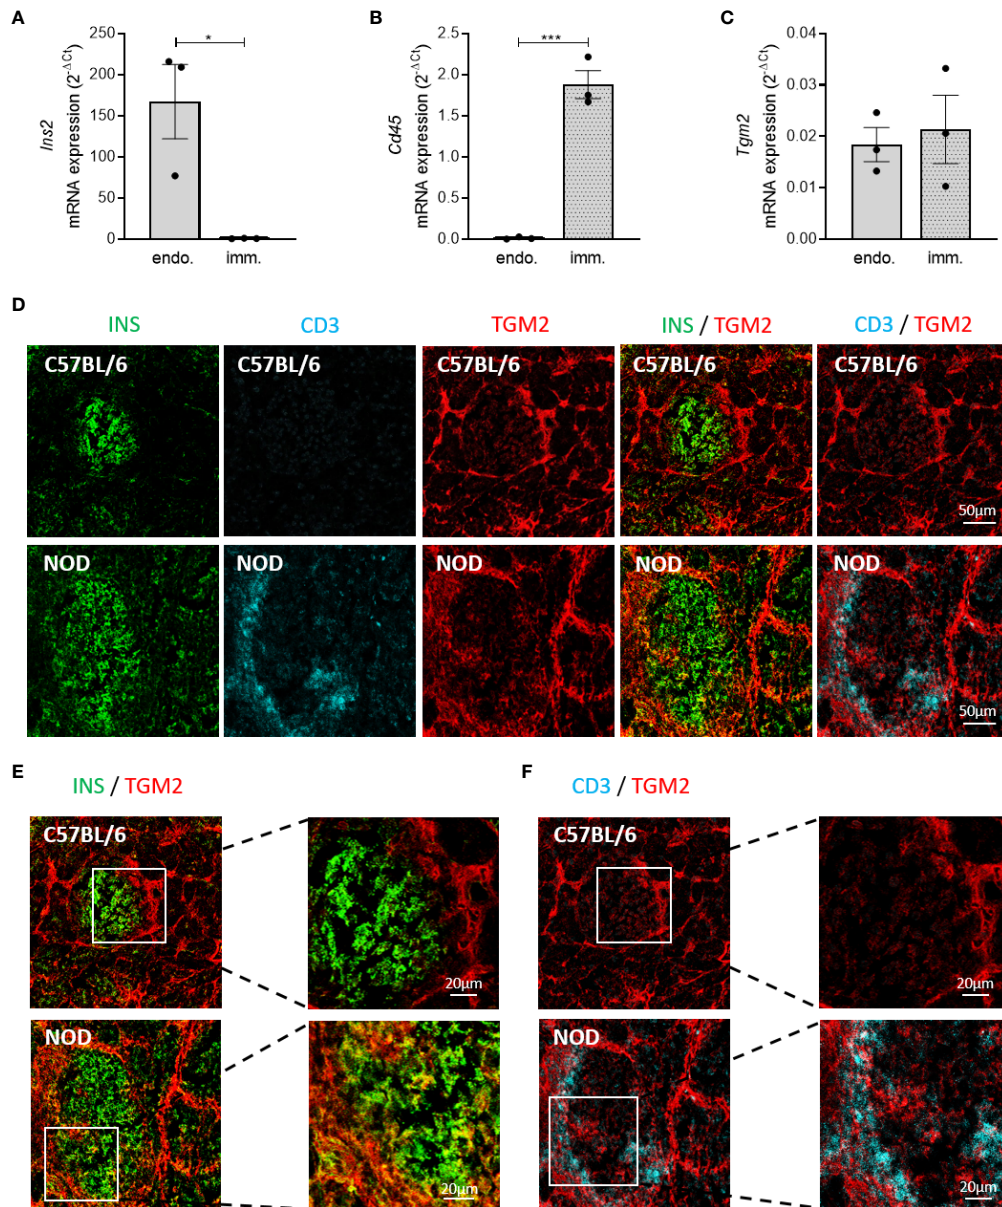 A
Ins2
mRNA expression (2-ΔCt)
250
200
150
100
50
0
*
endo.
imm.
B
Cd45
mRNA expression (2-ΔCt)
2.5
2.0
1.5
1.0
0.5
0.0
***
endo.
imm.
C
Tgm2
mRNA expression (2-ΔCt)
0.04
0.03
0.02
0.01
0.00
endo.
imm.
D
INS
CD3
TGM2
INS / TGM2
CD3 / TGM2
C57BL/6
C57BL/6
C57BL/6
C57BL/6
C57BL/6
50µm
NOD
NOD
NOD
NOD
NOD
50µm
E
INS / TGM2
C57BL/6
20µm
NOD
20µm
F
CD3 / TGM2
C57BL/6
20µm
NOD
20µm